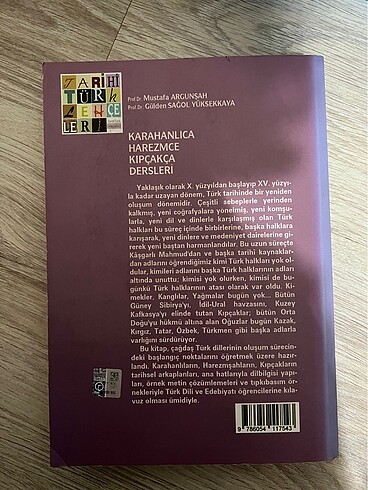 TARİHİ
TÜRK
LEHÇE
LERİ
Prof. Dr. Mustafa ARGUNŞAH
Prof. Dr. Gülden SAĞOL YÜKSEKKAYA
KARAHANLICA
HAREZMCE
KIPÇAKÇA
DERSLERİ
Yaklaşık olarak X. yüzyıldan başlayıp XV. yüzyı-
la kadar uzayan dönem, Türk tarihinde bir yeniden
oluşum dönemidir. Çeşitli sebeplerle yerinden
kalkmış, yeni coğrafyalara yönelmiş, yeni komşu-
larla, yeni dil ve dinlerle karşılaşmış olan Türk
halkları bu süreç içinde birbirlerine, başka halklara
karışarak, yeni dinlere ve medeniyet dairelerine gi-
rerek yeni baştan harmanlandılar. Bu uzun süreçte
Kâşgarlı Mahmud'dan ve başka tarihi kaynaklar-
dan adlarını öğrendiğimiz kimi Türk halkları yok ol-
dular, kimileri adlarını başka Türk halklarının adları
altında unuttu; kimisi yok olurken, kimisi de bu-
günkü Türk halklarının atası olarak var oldu. Ki-
mekler, Kanglılar, Yağmalar bugün yok... Bütün
Güney Sibirya'yı, İdil-Ural havzasını, Kuzey
Kafkasya'yı elinde tutan Kıpçaklar; bütün Orta
Doğu'yu hükmü altına alan Oğuzlar bugün Kazak,
Kırgız, Tatar, Özbek, Türkmen gibi başka adlarla
varlığını sürdürüyor.
Bu kitap, çağdaş Türk dillerinin oluşum sürecin-
deki başlangıç noktalarını öğretmek üzere hazır-
landı. Karahanlıların, Harezmşahların, Kıpçakların
tarihsel arkaplanları, ana hatlarıyla dilbilgisi yapı-
ları, örnek metin çözümlemeleri ve tıpkıbasım ör-
nekleriyle Türk Dili ve Edebiyatı öğrencilerine kıla-
vuz olması ümidiyle.
9 786054 117543